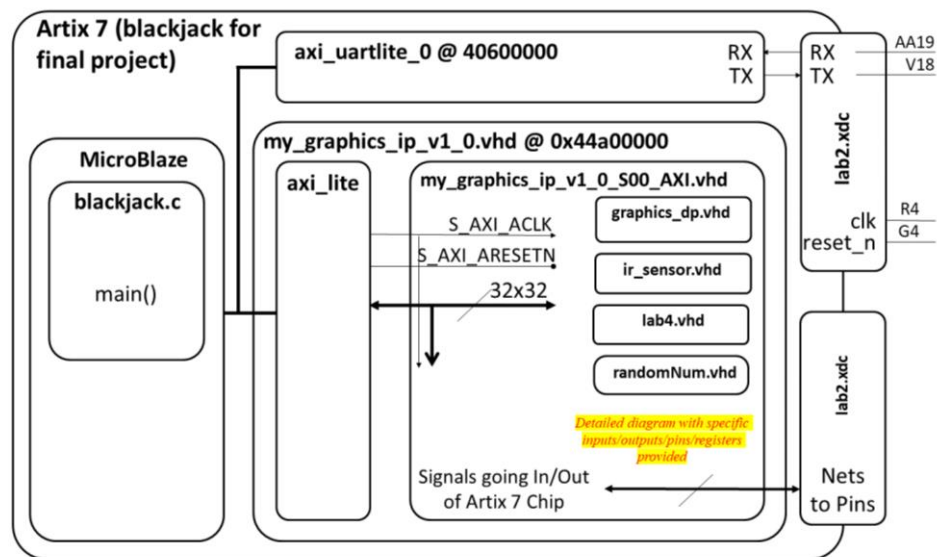 Artix 7 (blackjack for
final project)
axi_uartlite_0 @ 40600000
RX
TX
RX
TX
AA19
V18
lab2.xdc
clk
reset_n
R4
G4
MicroBlaze
blackjack.c
main()
my_graphics_ip_v1_0.vhd @ 0x44a00000
axi_lite
my_graphics_ip_v1_0_S00_AXI.vhd
S_AXI_ACLK
S_AXI_ARESETN
32x32
graphics_dp.vhd
ir_sensor.vhd
lab4.vhd
randomNum.vhd
Detailed diagram with specific
inputs/outputs/pins/registers
provided
Signals going In/Out
of Artix 7 Chip
lab2.xdc
Nets
to Pins